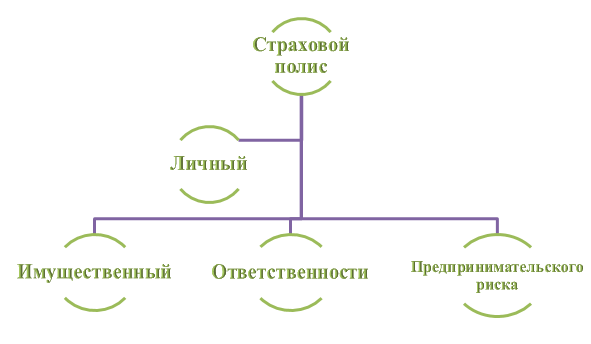 Страховой
полис
Личный
Имущественный
Ответственности
Предпринимательского
риска